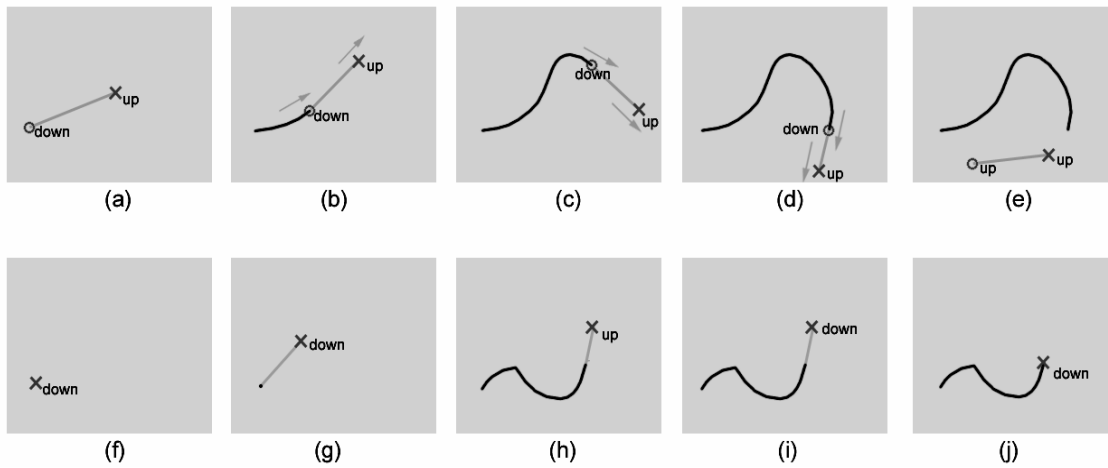 up
down
up
down
down
up
down
up
up
up
(a) (b) (c) (d) (e)
down
down
up
down
down
(f) (g) (h) (i) (j)